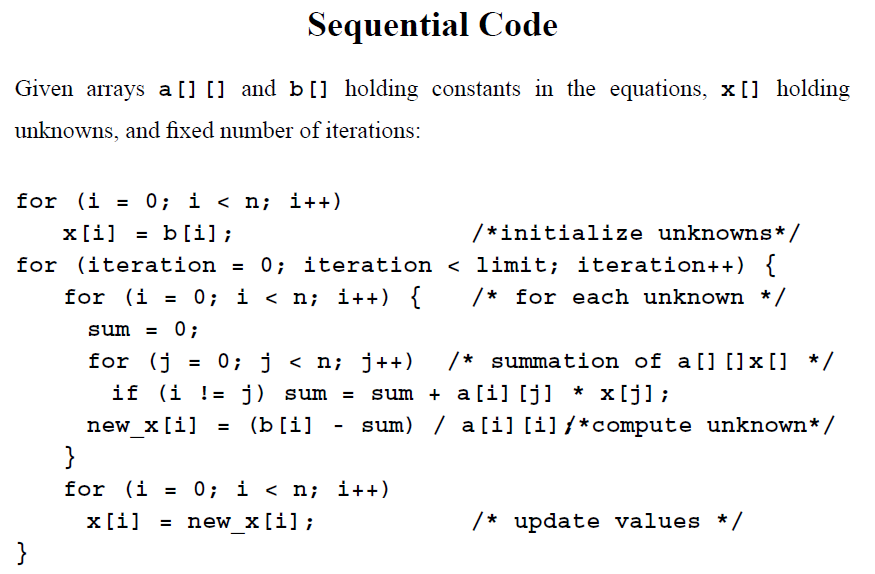 Sequential Code
Given arrays a[][] and b[] holding constants in the equations, x[] holding
unknowns, and fixed number of iterations:
for (i = 0; i < n; i++)
x[i] = b[i]; /*initialize unknowns*/
for (iteration = 0; iteration < limit; iteration++) {
for (i = 0; i < n; i++) { /* for each unknown */
sum = 0;
for (j = 0; j < n; j++) /* summation of a[][]x[] */
if (i != j) sum = sum + a[i][j] * x[j];
new_x[i] = (b[i] - sum) / a[i][i];/*compute unknown*/
}
for (i = 0; i < n; i++)
x[i] = new_x[i]; /* update values */
}